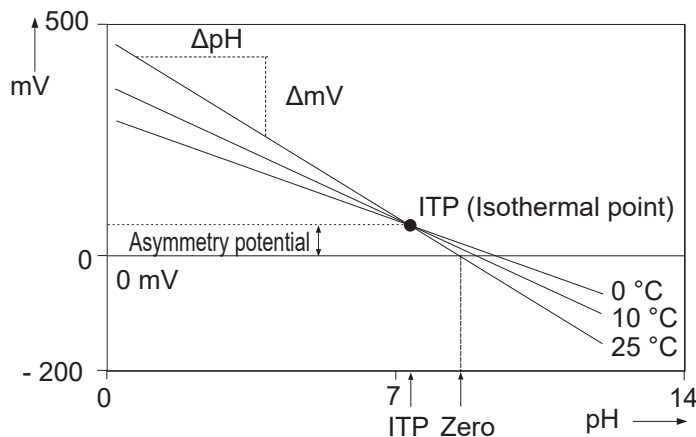 500
mV
ΔpH
ΔmV
ITP (Isothermal point)
Asymmetry potential
0
0 mV
0 °C
10 °C
25 °C
- 200
0
7
14
ITP Zero
pH